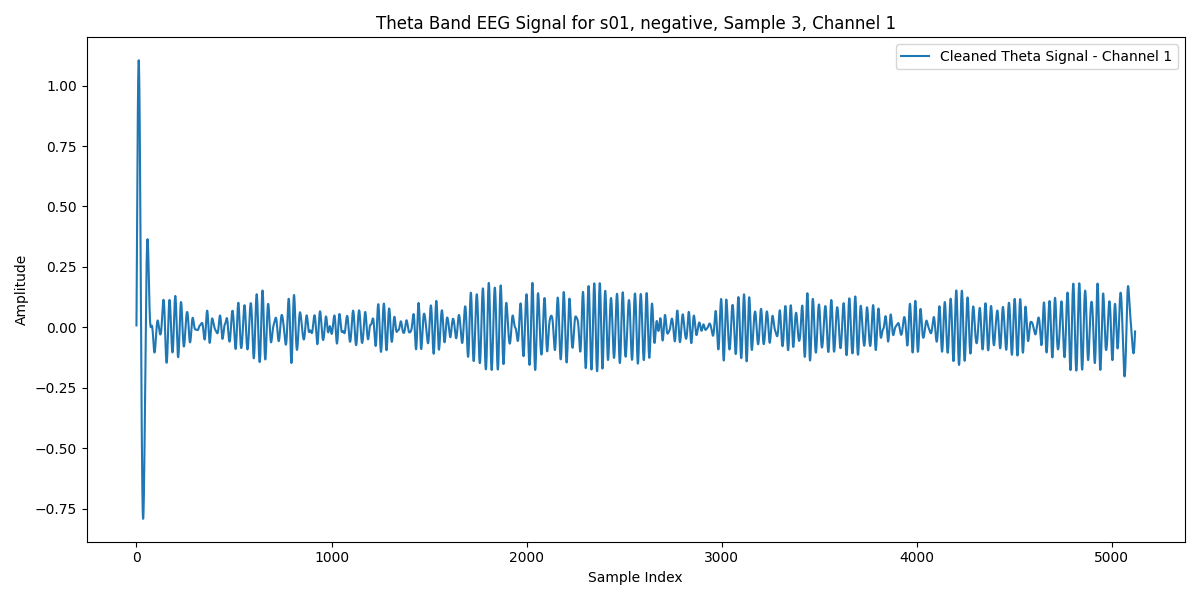 Theta Band EEG Signal for s01, negative, Sample 3, Channel 1
Cleaned Theta Signal - Channel 1
Amplitude
1.00
0.75
0.50
0.25
0.00
−0.25
−0.50
−0.75
0 1000 2000 3000 4000 5000
Sample Index